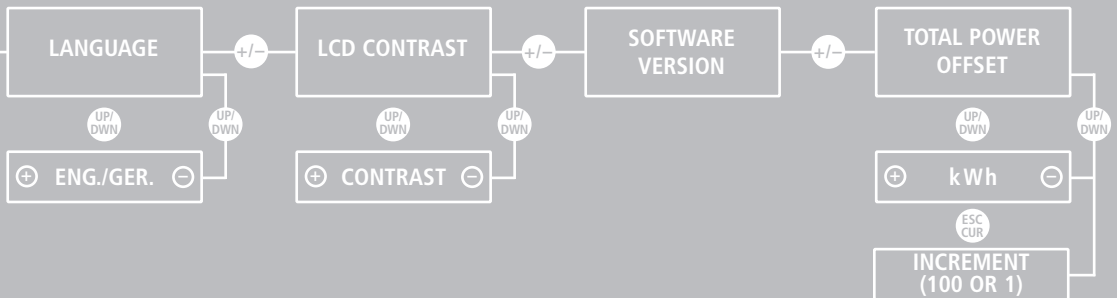 LANGUAGE
+/−
LCD CONTRAST
+/−
SOFTWARE
VERSION
+/−
TOTAL POWER
OFFSET
UP/
DWN
UP/
DWN
UP/
DWN
UP/
DWN
UP/
DWN
UP/
DWN
+ ENG./GER. −
+ CONTRAST −
+ kWh −
ESC
CUR
INCREMENT
(100 OR 1)